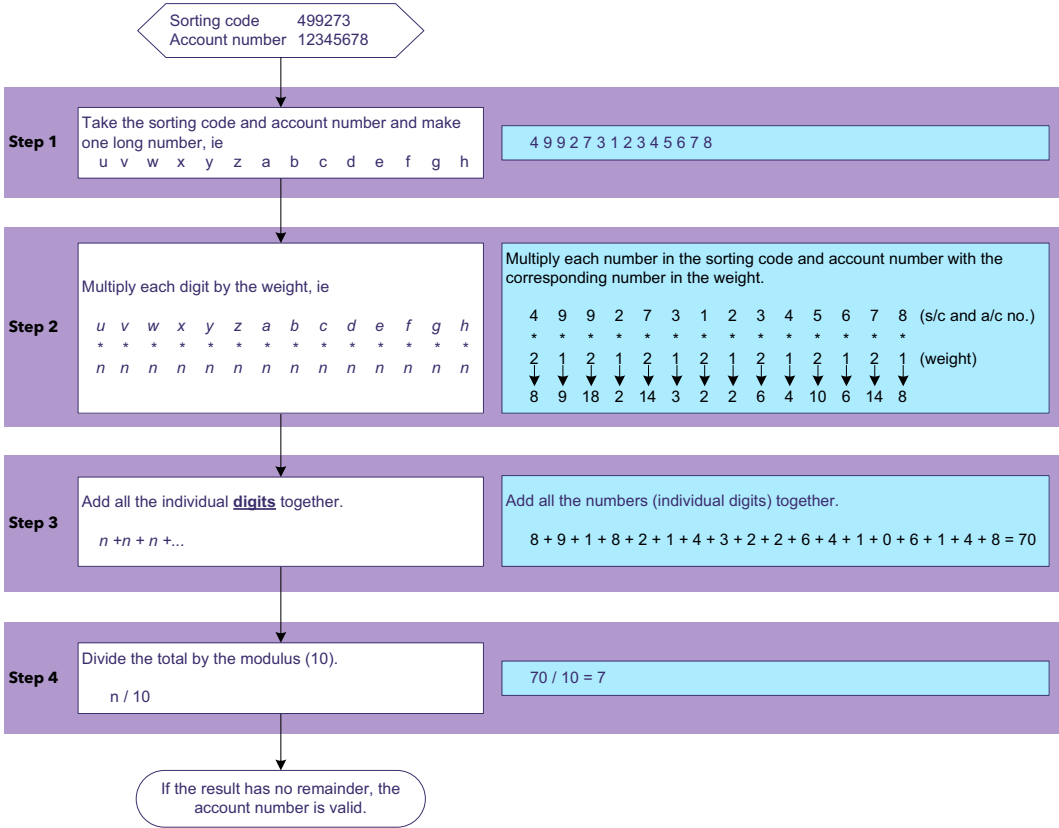 Sorting code 499273
Account number 12345678
Step 1
Take the sorting code and account number and make
one long number, ie
u v w x y z a b c d e f g h
4 9 9 2 7 3 1 2 3 4 5 6 7 8
Step 2
Multiply each digit by the weight, ie
u v w x y z a b c d e f g h
* * * * * * * * * * * * * *
n n n n n n n n n n n n n n
Multiply each number in the sorting code and account number with the
corresponding number in the weight.
4 9 9 2 7 3 1 2 3 4 5 6 7 8 (s/c and a/c no.)
* * * * * * * * * * * * * *
2 1 2 1 2 1 2 1 2 1 2 1 2 1 (weight)
8 9 18 2 14 3 2 2 6 4 10 6 14 8
Step 3
Add all the individual digits together.
n +n + n +...
Add all the numbers (individual digits) together.
8 + 9 + 1 + 8 + 2 + 1 + 4 + 3 + 2 + 2 + 6 + 4 + 1 + 0 + 6 + 1 + 4 + 8 = 70
Step 4
Divide the total by the modulus (10).
n / 10
70 / 10 = 7
If the result has no remainder, the
account number is valid.